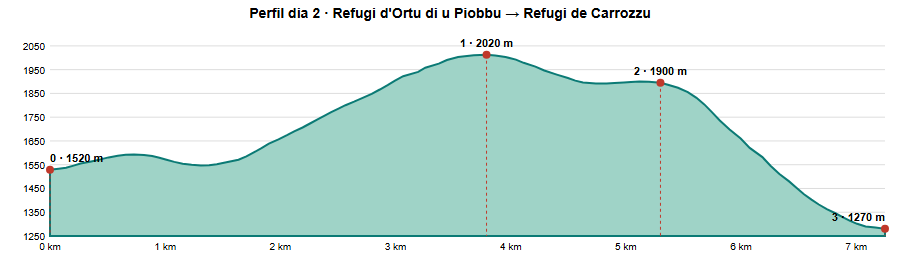 Perfil dia 2 · Refugi d'Ortu di u Piobbu → Refugi de Carrozzu
2050
1950
1850
1750
1650
1550
1450
1350
1250
1 · 2020 m
2 · 1900 m
0 · 1520 m
3 · 1270 m
0 km
1 km
2 km
3 km
4 km
5 km
6 km
7 km